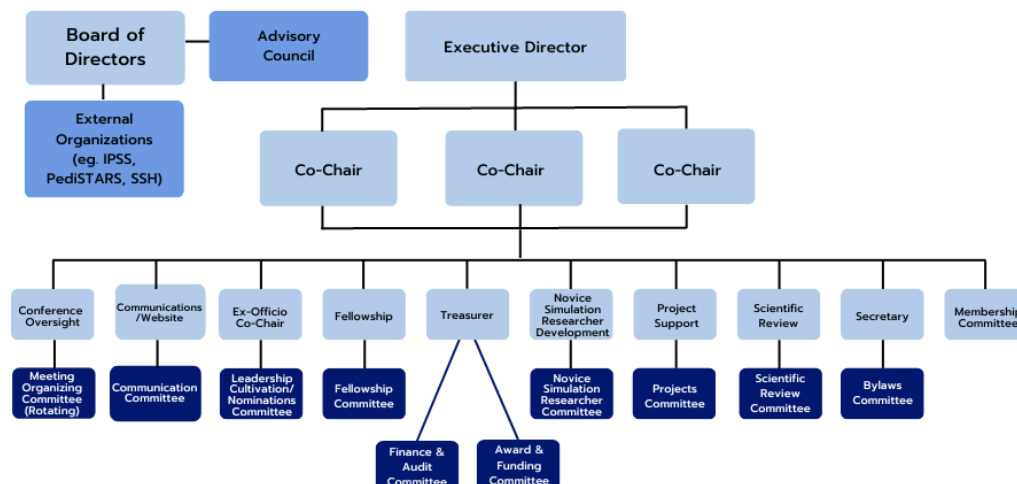 Board of
Directors
Advisory
Council
Executive Director
External
Organizations
(eg. IPSS,
PediSTARS, SSH)
Co-Chair
Co-Chair
Co-Chair
Conference
Oversight
Communications
/Website
Ex-Officio
Co-Chair
Fellowship
Treasurer
Novice
Simulation
Researcher
Development
Project
Support
Scientific
Review
Secretary
Membership
Committee
Meeting
Organizing
Committee
(Rotating)
Communication
Committee
Leadership
Cultivation/
Nominations
Committee
Fellowship
Committee
Novice
Simulation
Researcher
Committee
Projects
Committee
Scientific
Review
Committee
Bylaws
Committee
Finance &
Audit
Committee
Award &
Funding
Committee